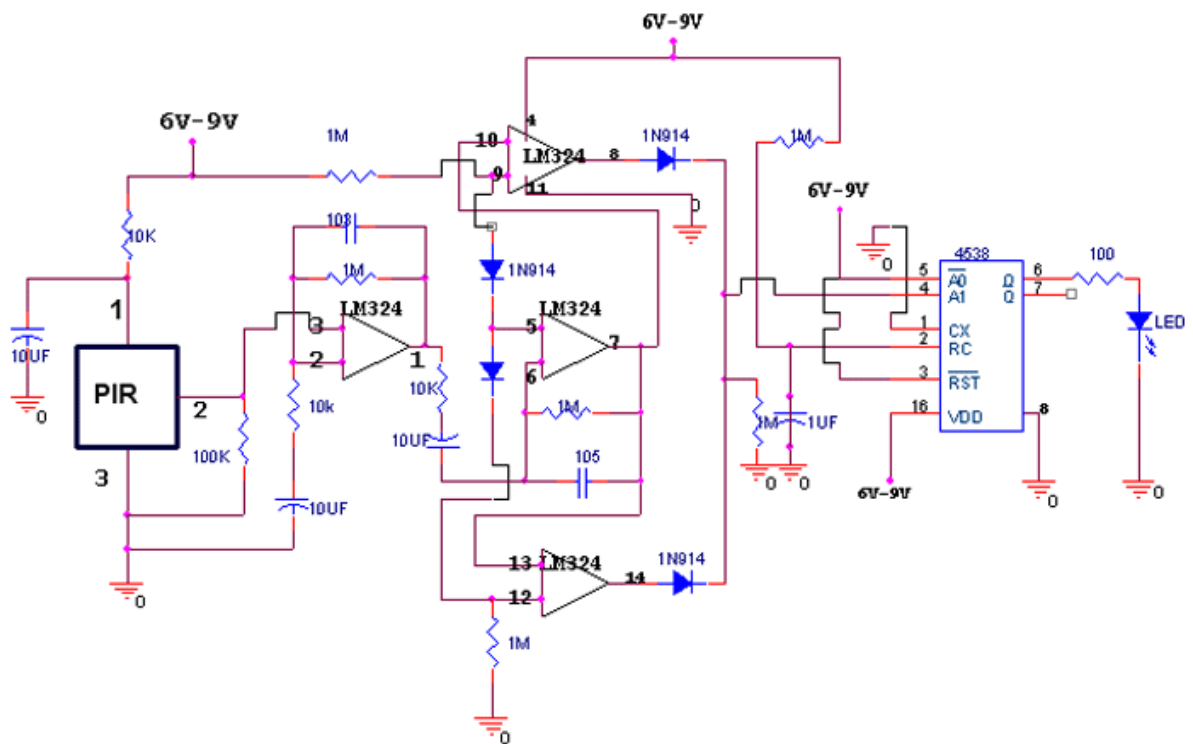 6V-9V
6V-9V
1M
10
4
LM324
9
11
8
1N914
1M
0
10K
103
1M
1N914
6V-9V
0
4538
5
A0
4
A1
1
CX
2
RC
3
RST
16
VDD
Q
6
Q
7
8
100
LED
1
10UF
0
PIR
2
3
LM324
3
2
1
10K
10UF
LM324
5
6
7
1M
105
10k
100K
10UF
0
1M
0
1UF
0
6V-9V
0
0
13
LM324
12
14
1N914
1M
0